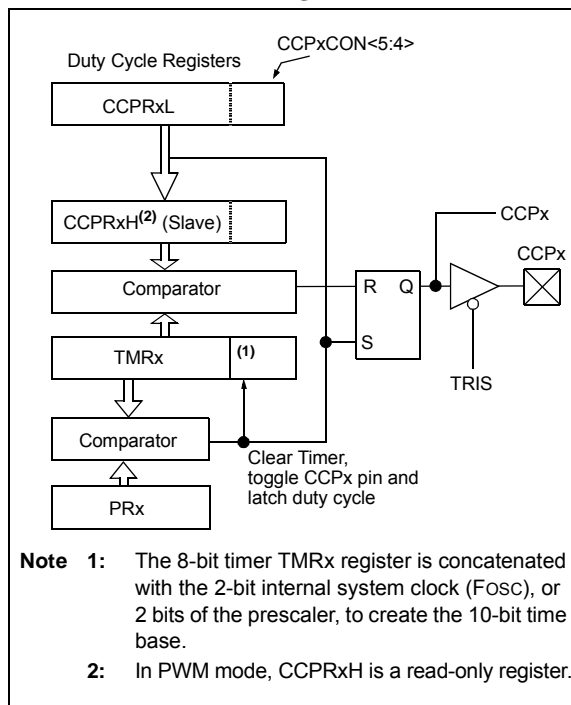 CCPxCON<5:4>
Duty Cycle Registers
CCPRxL
CCPRxH(2) (Slave)
CCPx
CCPx
Comparator
R Q
TMRx
(1)
S
TRIS
Comparator
Clear Timer,
toggle CCPx pin and
latch duty cycle
PRx
Note 1: The 8-bit timer TMRx register is concatenated
with the 2-bit internal system clock (FOSC), or
2 bits of the prescaler, to create the 10-bit time
base.
2: In PWM mode, CCPRxH is a read-only register.